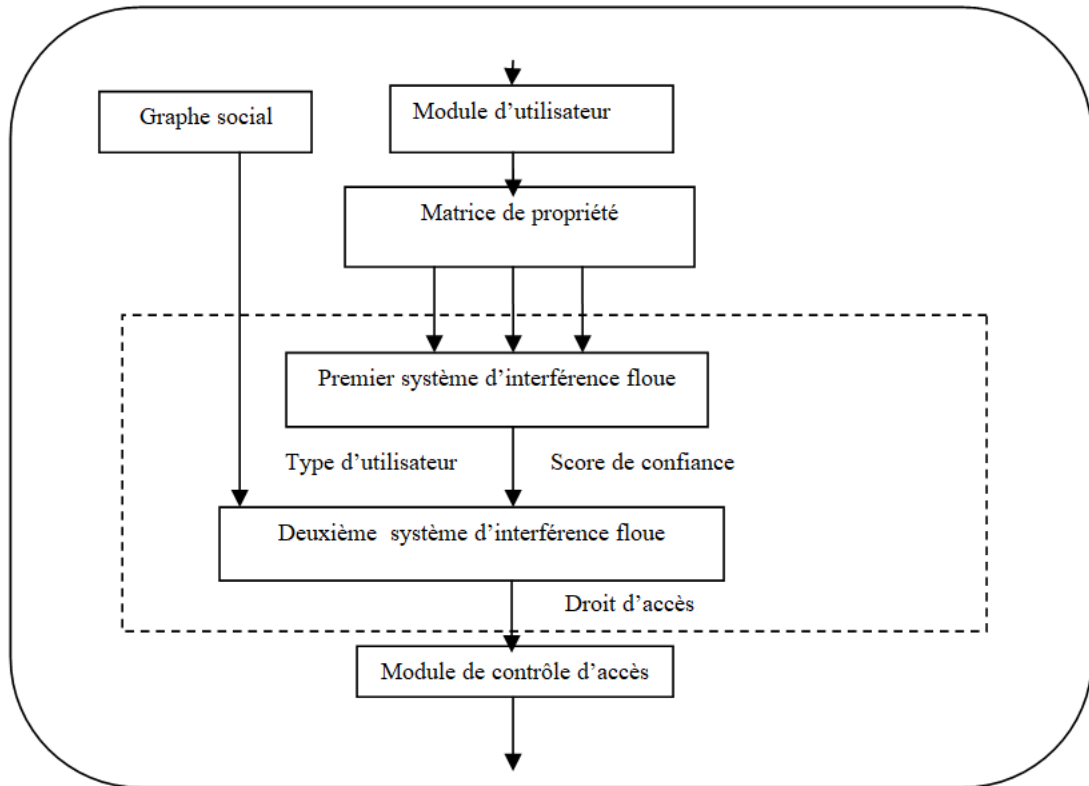 Graphe social
Module d'utilisateur
Matrice de propriété
Premier système d'interférence floue
Type d'utilisateur
Score de confiance
Deuxième système d'interférence floue
Droit d'accès
Module de contrôle d'accès